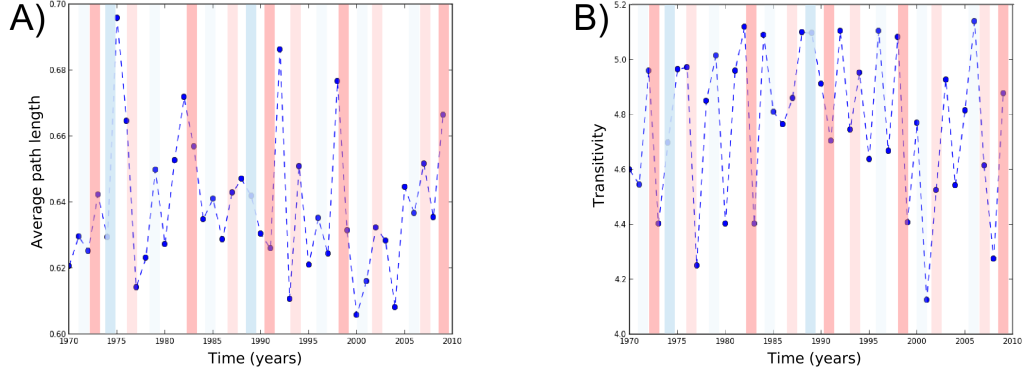 A)
0.70
0.68
0.66
0.64
0.62
0.60
Average path length
1970 1975 1980 1985 1990 1995 2000 2005 2010
Time (years)
B)
5.2
5.0
4.8
4.6
4.4
4.2
4.0
Transitivity
1970 1975 1980 1985 1990 1995 2000 2005 2010
Time (years)